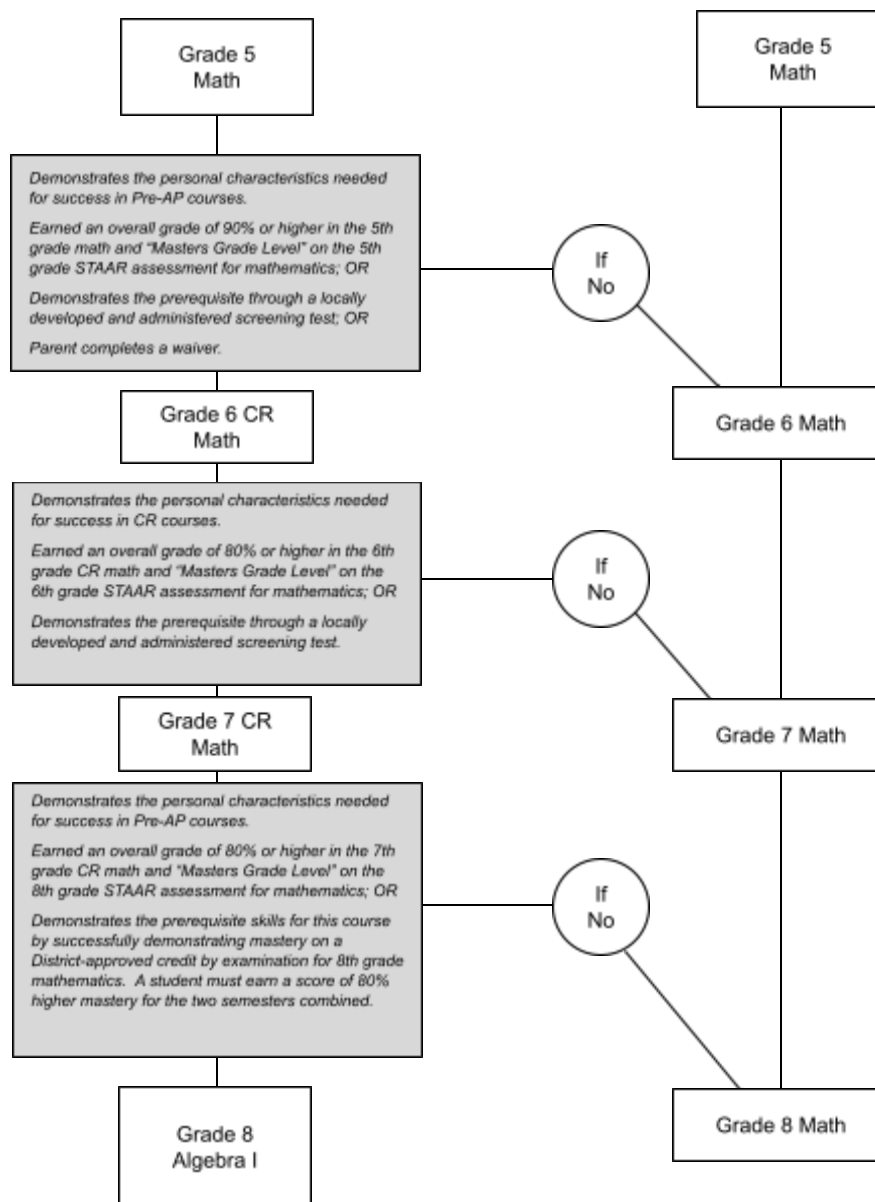 Grade 5
Math
Grade 5
Math
Demonstrates the personal characteristics needed
for success in Pre-AP courses.
Earned an overall grade of 90% or higher in the 5th
grade math and “Masters Grade Level” on the 5th
grade STAAR assessment for mathematics; OR
Demonstrates the prerequisite through a locally
developed and administered screening test; OR
Parent completes a waiver.
If
No
Grade 6 CR
Math
Grade 6 Math
Demonstrates the personal characteristics needed
for success in CR courses.
Earned an overall grade of 80% or higher in the 6th
grade CR math and “Masters Grade Level” on the
6th grade STAAR assessment for mathematics; OR
Demonstrates the prerequisite through a locally
developed and administered screening test.
If
No
Grade 7 CR
Math
Grade 7 Math
Demonstrates the personal characteristics needed
for success in Pre-AP courses.
Earned an overall grade of 80% or higher in the 7th
grade CR math and “Masters Grade Level” on the
8th grade STAAR assessment for mathematics; OR
Demonstrates the prerequisite skills for this course
by successfully demonstrating mastery on a
District-approved credit by examination for 8th grade
mathematics.  A student must earn a score of 80%
higher mastery for the two semesters combined.
If
No
Grade 8
Algebra I
Grade 8 Math